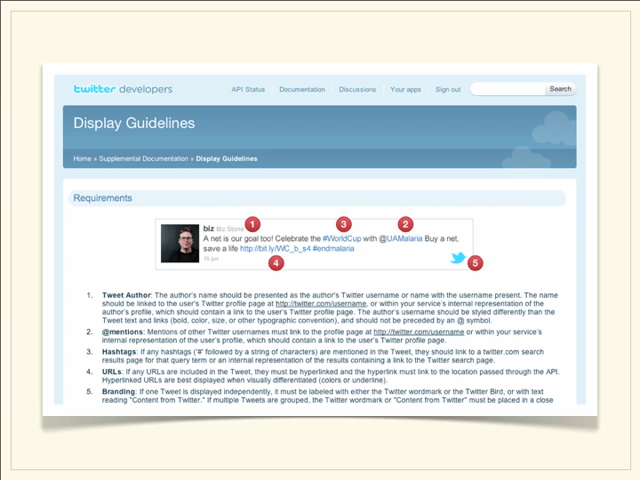 twitter developers
API Status Documentation Discussions Your apps Sign out Search
Display Guidelines
Home » Supplemental Documentation » Display Guidelines
Requirements
1 3 2
biz Biz Stone
A net is our goal too! Celebrate the #WorldCup with @UAMalaria Buy a net,
save a life http://bit.ly/WC_b_s4 #endmalaria
16 jun
4 5
1. Tweet Author: The author's name should be presented as the author's Twitter username or name with the username present. The name
should be linked to the user's Twitter profile page at http://twitter.com/username, or within your service's internal representation of the
author's profile, which should contain a link to the user's Twitter profile page. The author's username should be styled differently than the
Tweet text and links (bold, color, size, or other typographic convention), and should not be preceded by an @ symbol.
2. @mentions: Mentions of other Twitter usernames must link to the profile page at http://twitter.com/username or within your service's
internal representation of the user's profile, which should contain a link to the user's Twitter profile page.
3. Hashtags: If any hashtags ('#' followed by a string of characters) are mentioned in the Tweet, they should link to a twitter.com search
results page for that query term or an internal representation of the results containing a link to the Twitter search page.
4. URLs: If any URLs are included in the Tweet, they must be hyperlinked and the hyperlink must link to the location passed through the API.
Hyperlinked URLs are best displayed when visually differentiated (colors or underline).
5. Branding: If one Tweet is displayed independently, it must be labeled with either the Twitter wordmark or the Twitter Bird, or with text
reading "Content from Twitter." If multiple Tweets are grouped, the Twitter wordmark or "Content from Twitter" must be placed in a close